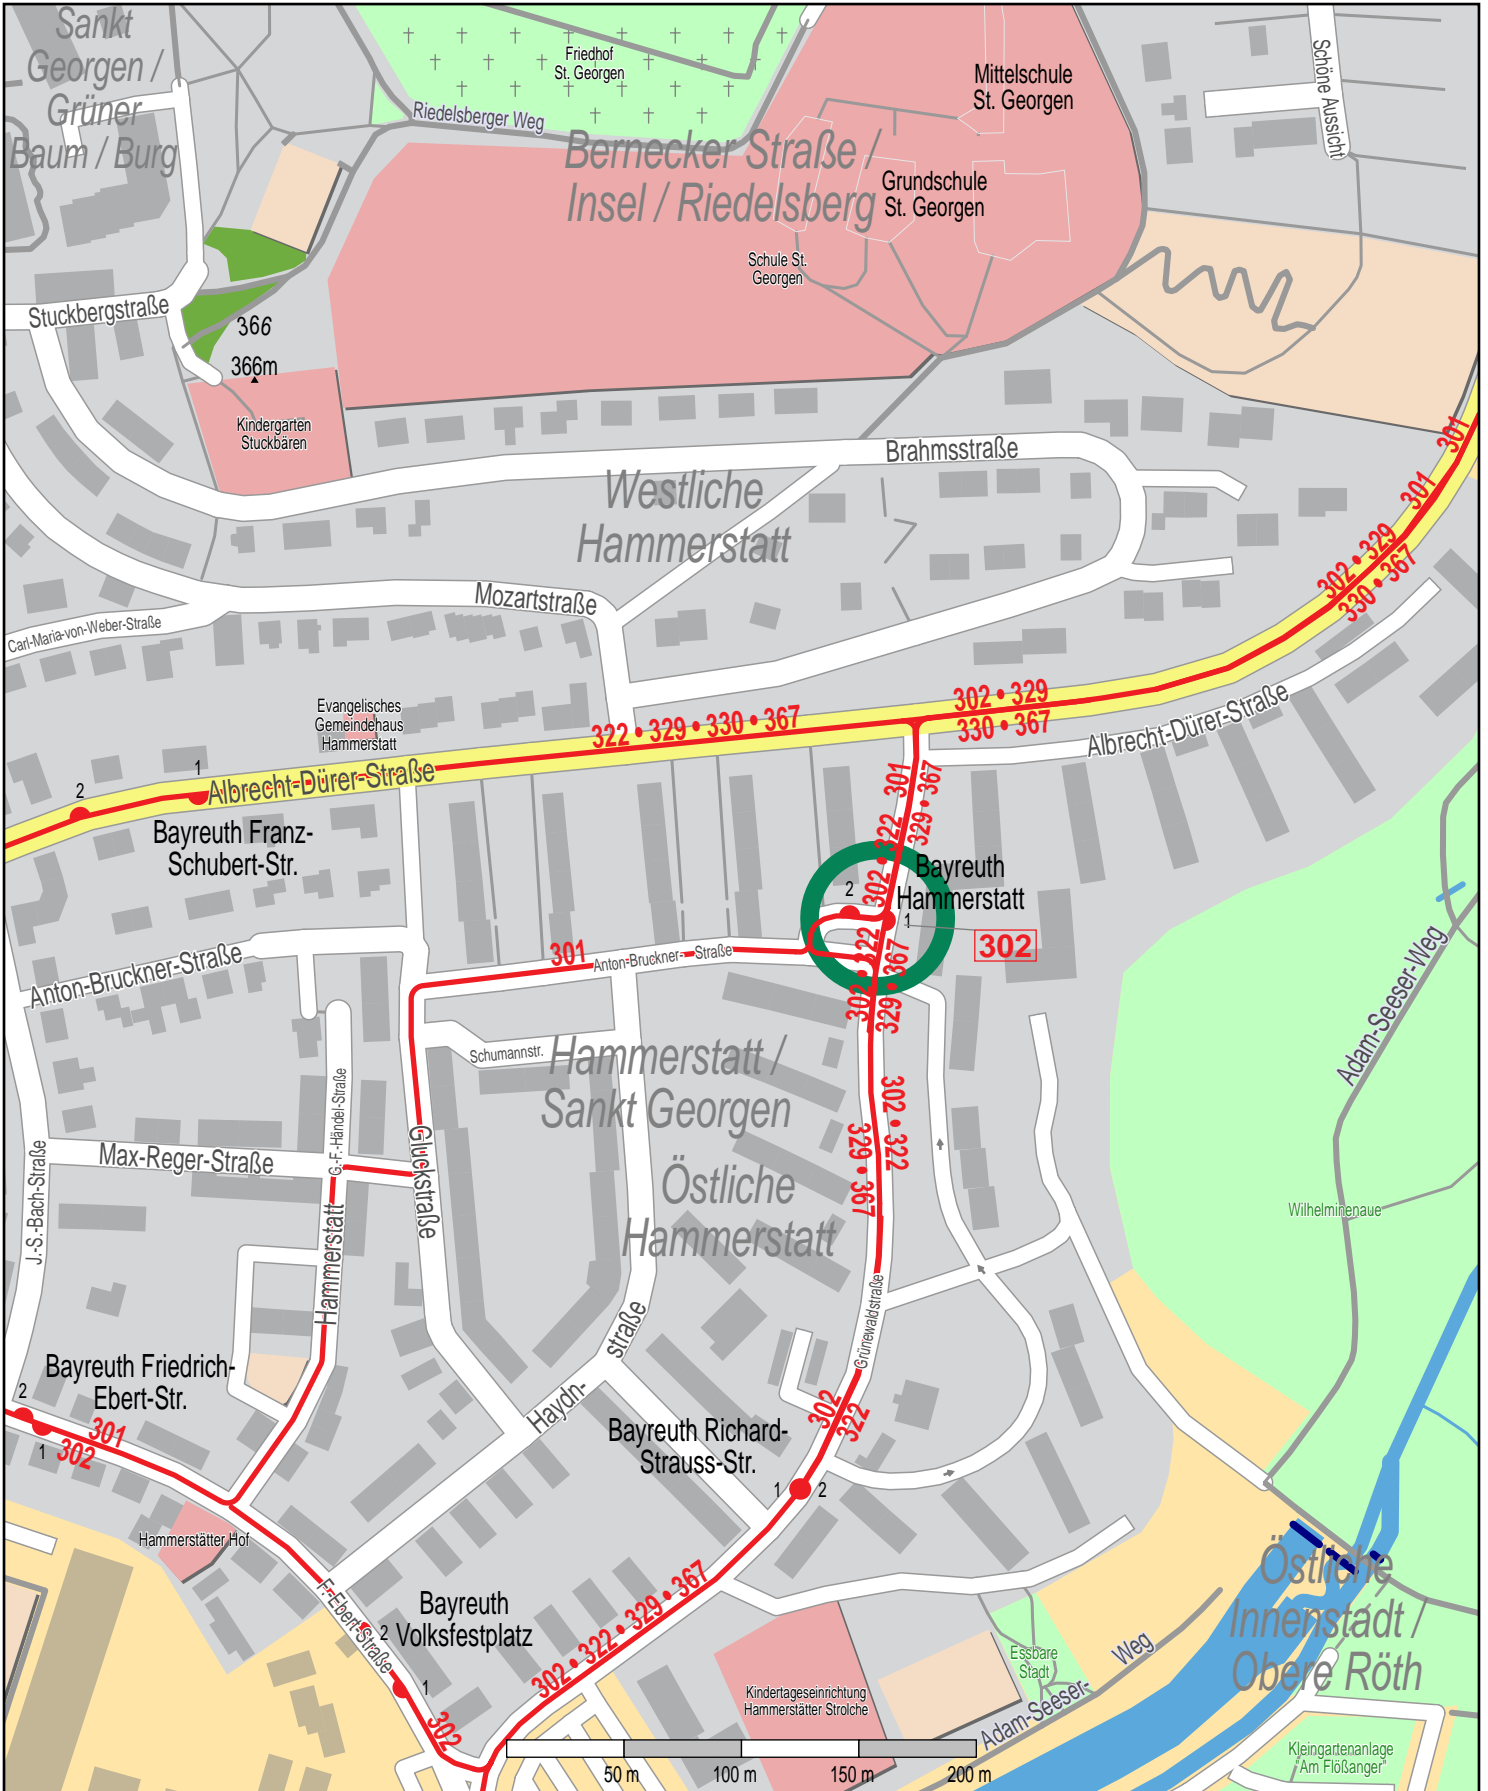 Sankt
Georgen /
Grüner
Baum / Burg
Friedhof
St. Georgen
Riedelsberger Weg
Mittelschule
St. Georgen
Schöne Aussicht
Bernecker Straße /
Insel / Riedelsberg
Grundschule
St. Georgen
Schule St.
Georgen
Stuckbergstraße
366
366m
Kindergarten
Stuckbären
Brahmsstraße
301
301
Westliche
Hammerstatt
302 • 329
330 • 367
Mozartstraße
Carl-Maria-von-Weber-Straße
Evangelisches
Gemeindehaus
Hammerstatt
322 • 329 • 330 • 367
302 • 329
330 • 367
Albrecht-Dürer-Straße
Albrecht-Dürer-Straße
2
1
Bayreuth Franz-
Schubert-Str.
301
329 • 367
302 • 322
Bayreuth
Hammerstatt
2
1
302
Anton-Bruckner-Straße
301
Anton-Bruckner- Straße
302 • 322
329 • 367
Adam-Seeser-Weg
Schumannstr.
Hammerstatt /
Sankt Georgen
302 • 322
329 • 367
G.-F.-Händel-Straße
Max-Reger-Straße
Gluckstraße
J.-S.-Bach-Straße
Östliche
Hammerstatt
Wilhelminenaue
Hammerstatt
Grünewaldstraße
Haydn-
straße
Bayreuth Friedrich-
Ebert-Str.
2
1
301
302
302
322
Bayreuth Richard-
Strauss-Str.
1
2
Hammerstätter Hof
F.-Ebert-Straße
Bayreuth
Volksfestplatz
2
1
302
302 • 322 • 329 • 367
Östliche
Innenstadt /
Obere Röth
Essbare
Stadt
Adam-Seeser-
Weg
Kindertageseinrichtung
Hammerstätter Strolche
Kleingartenanlage
"Am Flößanger"
50 m
100 m
150 m
200 m